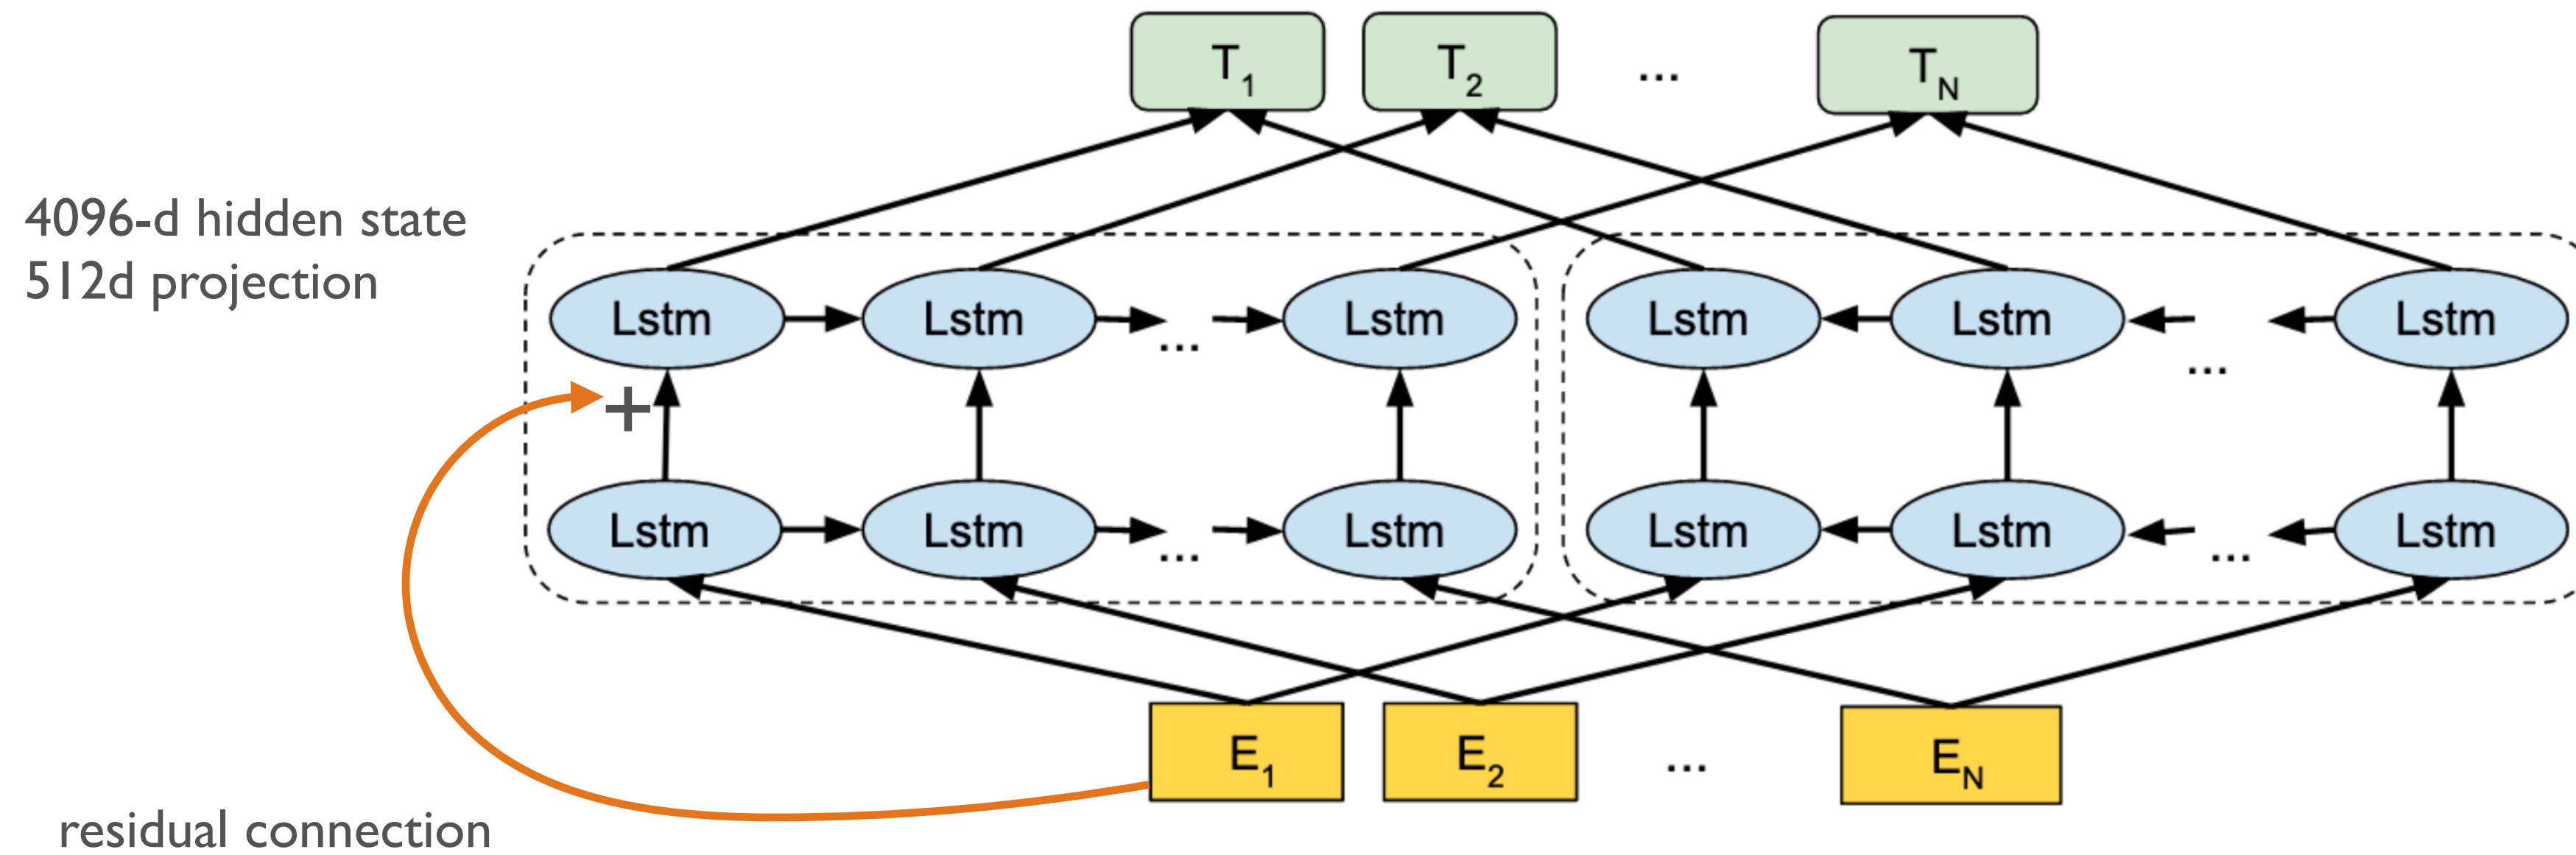 T1 T2 ... TN
4096-d hidden state
512d projection
Lstm Lstm ... Lstm Lstm Lstm ... Lstm
+
Lstm Lstm ... Lstm Lstm Lstm ... Lstm
E1 E2 ... EN
residual connection